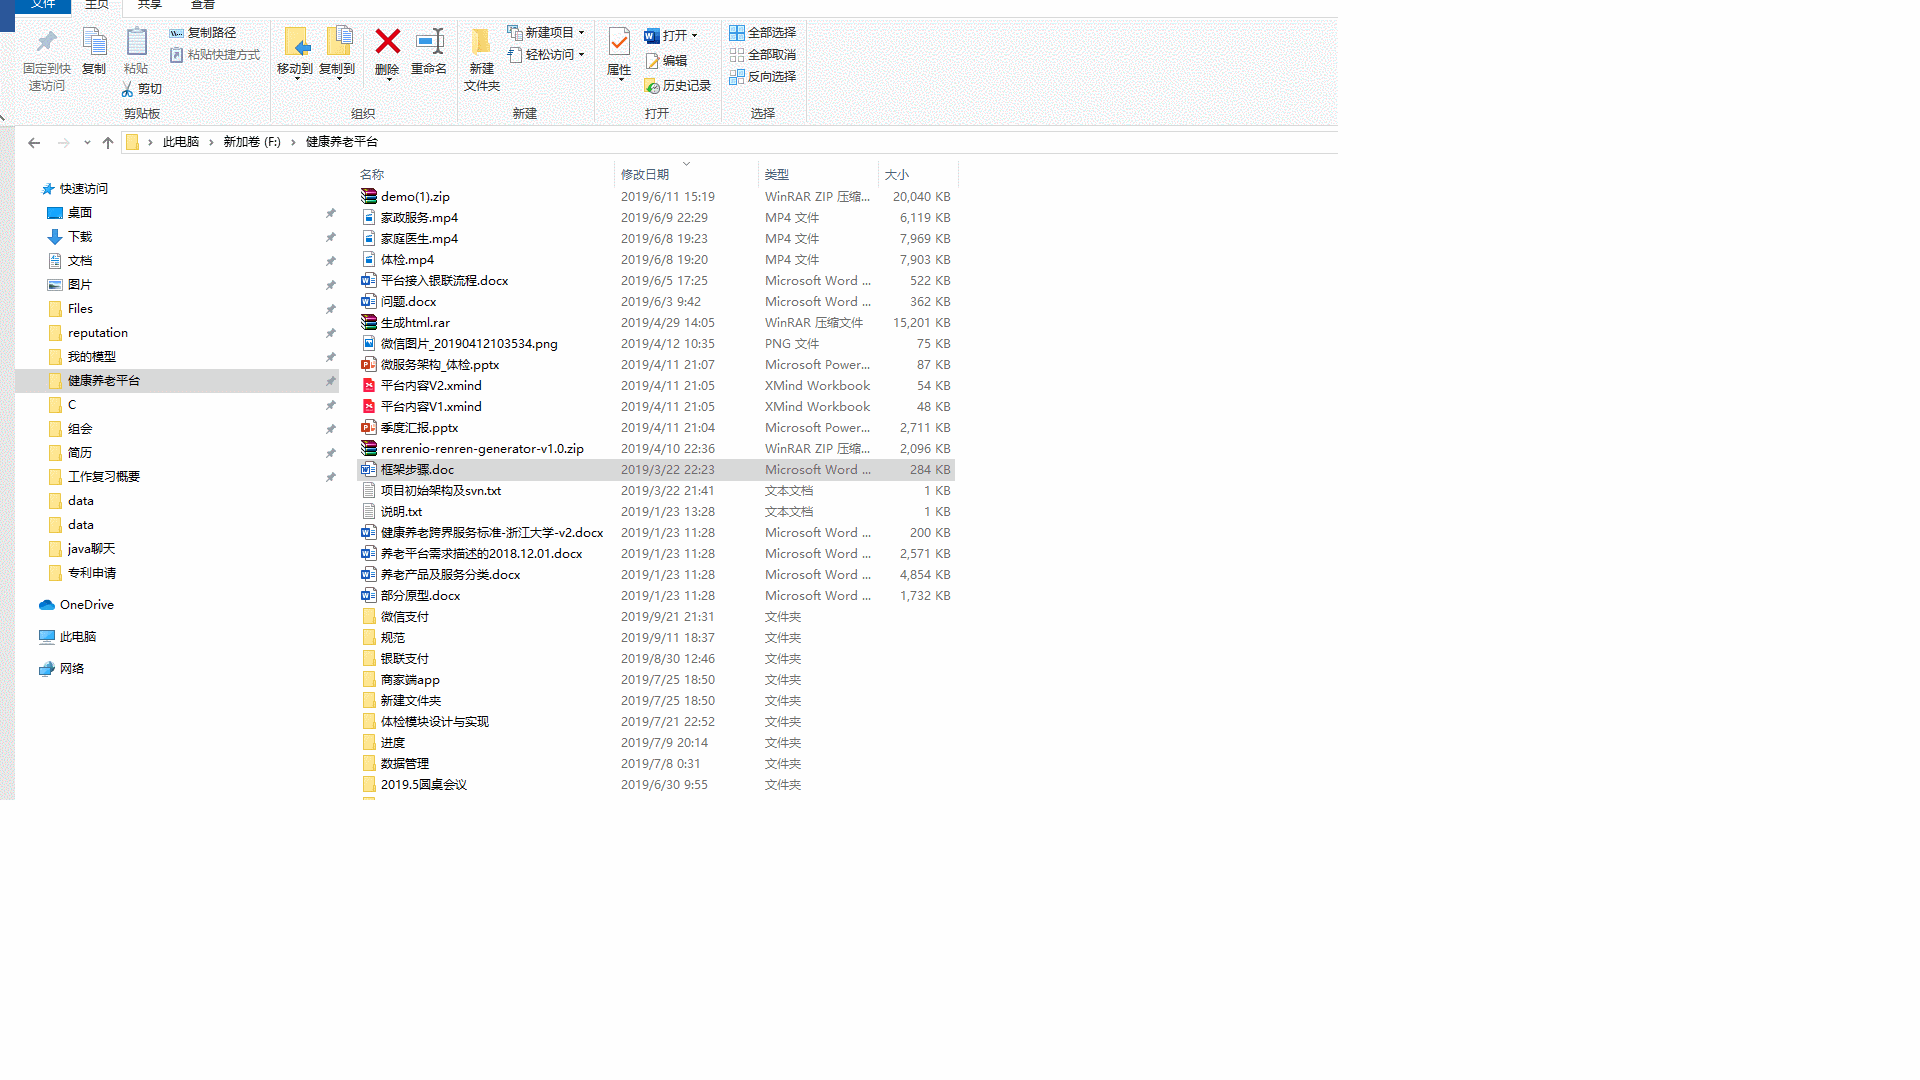 文件 主页 共享 查看
复制路径 新建项目 打开 全部选择
粘贴快捷方式 轻松访问 编辑 全部取消
固定到快速访问 复制 粘贴 移动到 复制到 删除 重命名 新建文件夹 属性 反向选择
剪切 历史记录
剪贴板 组织 新建 打开 选择
此电脑 新加卷 (F:) 健康养老平台
快速访问
桌面
下载
文档
图片
Files
reputation
我的模型
健康养老平台
C
组会
简历
工作复习概要
data
data
java聊天
专利申请
OneDrive
此电脑
网络
名称 修改日期 类型 大小
demo(1).zip 2019/6/11 15:19 WinRAR ZIP 压缩... 20,040 KB
家政服务.mp4 2019/6/9 22:29 MP4 文件 6,119 KB
家庭医生.mp4 2019/6/8 19:23 MP4 文件 7,969 KB
体检.mp4 2019/6/8 19:20 MP4 文件 7,903 KB
平台接入银联流程.docx 2019/6/5 17:25 Microsoft Word ... 522 KB
问题.docx 2019/6/3 9:42 Microsoft Word ... 362 KB
生成html.rar 2019/4/29 14:05 WinRAR 压缩文件 15,201 KB
微信图片_20190412103534.png 2019/4/12 10:35 PNG 文件 75 KB
微服务架构_体检.pptx 2019/4/11 21:07 Microsoft Power... 87 KB
平台内容V2.xmind 2019/4/11 21:05 XMind Workbook 54 KB
平台内容V1.xmind 2019/4/11 21:05 XMind Workbook 48 KB
季度汇报.pptx 2019/4/11 21:04 Microsoft Power... 2,711 KB
renrenio-renren-generator-v1.0.zip 2019/4/10 22:36 WinRAR ZIP 压缩... 2,096 KB
框架步骤.doc 2019/3/22 22:23 Microsoft Word ... 284 KB
项目初始架构及svn.txt 2019/3/22 21:41 文本文档 1 KB
说明.txt 2019/1/23 13:28 文本文档 1 KB
健康养老跨界服务标准-浙江大学-v2.docx 2019/1/23 11:28 Microsoft Word ... 200 KB
养老平台需求描述的2018.12.01.docx 2019/1/23 11:28 Microsoft Word ... 2,571 KB
养老产品及服务分类.docx 2019/1/23 11:28 Microsoft Word ... 4,854 KB
部分原型.docx 2019/1/23 11:28 Microsoft Word ... 1,732 KB
微信支付 2019/9/21 21:31 文件夹
规范 2019/9/11 18:37 文件夹
银联支付 2019/8/30 12:46 文件夹
商家端app 2019/7/25 18:50 文件夹
新建文件夹 2019/7/25 18:50 文件夹
体检模块设计与实现 2019/7/21 22:52 文件夹
进度 2019/7/9 20:14 文件夹
数据管理 2019/7/8 0:31 文件夹
2019.5圆桌会议 2019/6/30 9:55 文件夹